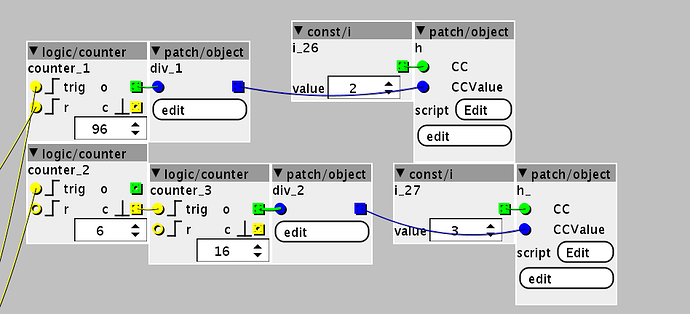 ▼ const/i
▼ patch/object
i_26
h
▼ logic/counter
▼ patch/object
counter_1
div_1
CC
trig o
value 2
CCValue
r c
edit
script Edit
96
edit
▼ logic/counter
counter_2
▼ logic/counter
▼ patch/object
▼ const/i
▼ patch/object
trig o
counter_3
div_2
i_27
h_
r c
trig o
CC
6
r c
edit
value 3
CCValue
16
script Edit
edit